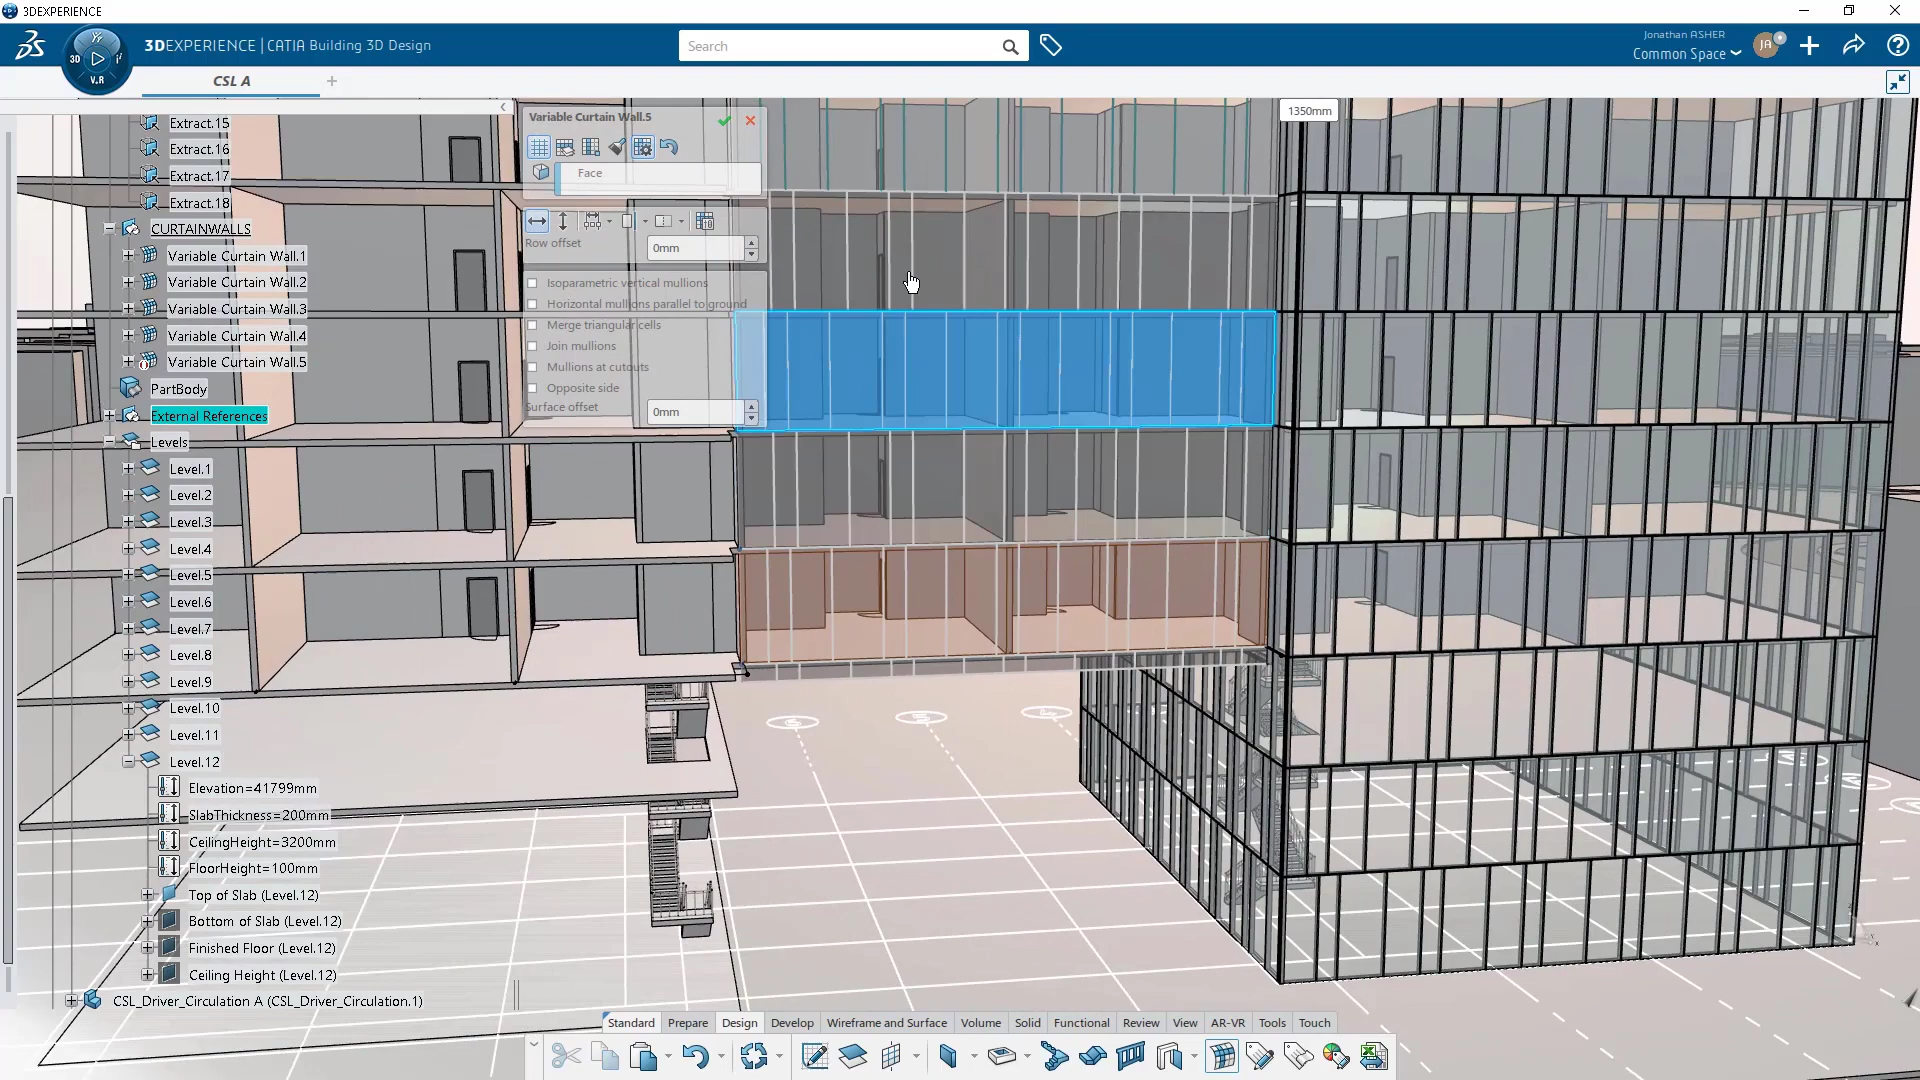 3DEXPERIENCE
3DEXPERIENCE | CATIA Building 3D Design
Search
Jonathan ASHER
Common Space
JA
3D
V.R
CSL A
Extract.15
Extract.16
Extract.17
Extract.18
CURTAINWALLS
Variable Curtain Wall.1
Variable Curtain Wall.2
Variable Curtain Wall.3
Variable Curtain Wall.4
Variable Curtain Wall.5
PartBody
External References
Levels
Level.1
Level.2
Level.3
Level.4
Level.5
Level.6
Level.7
Level.8
Level.9
Level.10
Level.11
Level.12
Elevation=41799mm
SlabThickness=200mm
CeilingHeight=3200mm
FloorHeight=100mm
Top of Slab (Level.12)
Bottom of Slab (Level.12)
Finished Floor (Level.12)
Ceiling Height (Level.12)
CSL_Driver_Circulation A (CSL_Driver_Circulation.1)
Variable Curtain Wall.5
Face
Row offset
0mm
Isoparametric vertical mullions
Horizontal mullions parallel to ground
Merge triangular cells
Join mullions
Mullions at cutouts
Opposite side
Surface offset
0mm
1350mm
Standard Prepare Design Develop Wireframe and Surface Volume Solid Functional Review View AR-VR Tools Touch